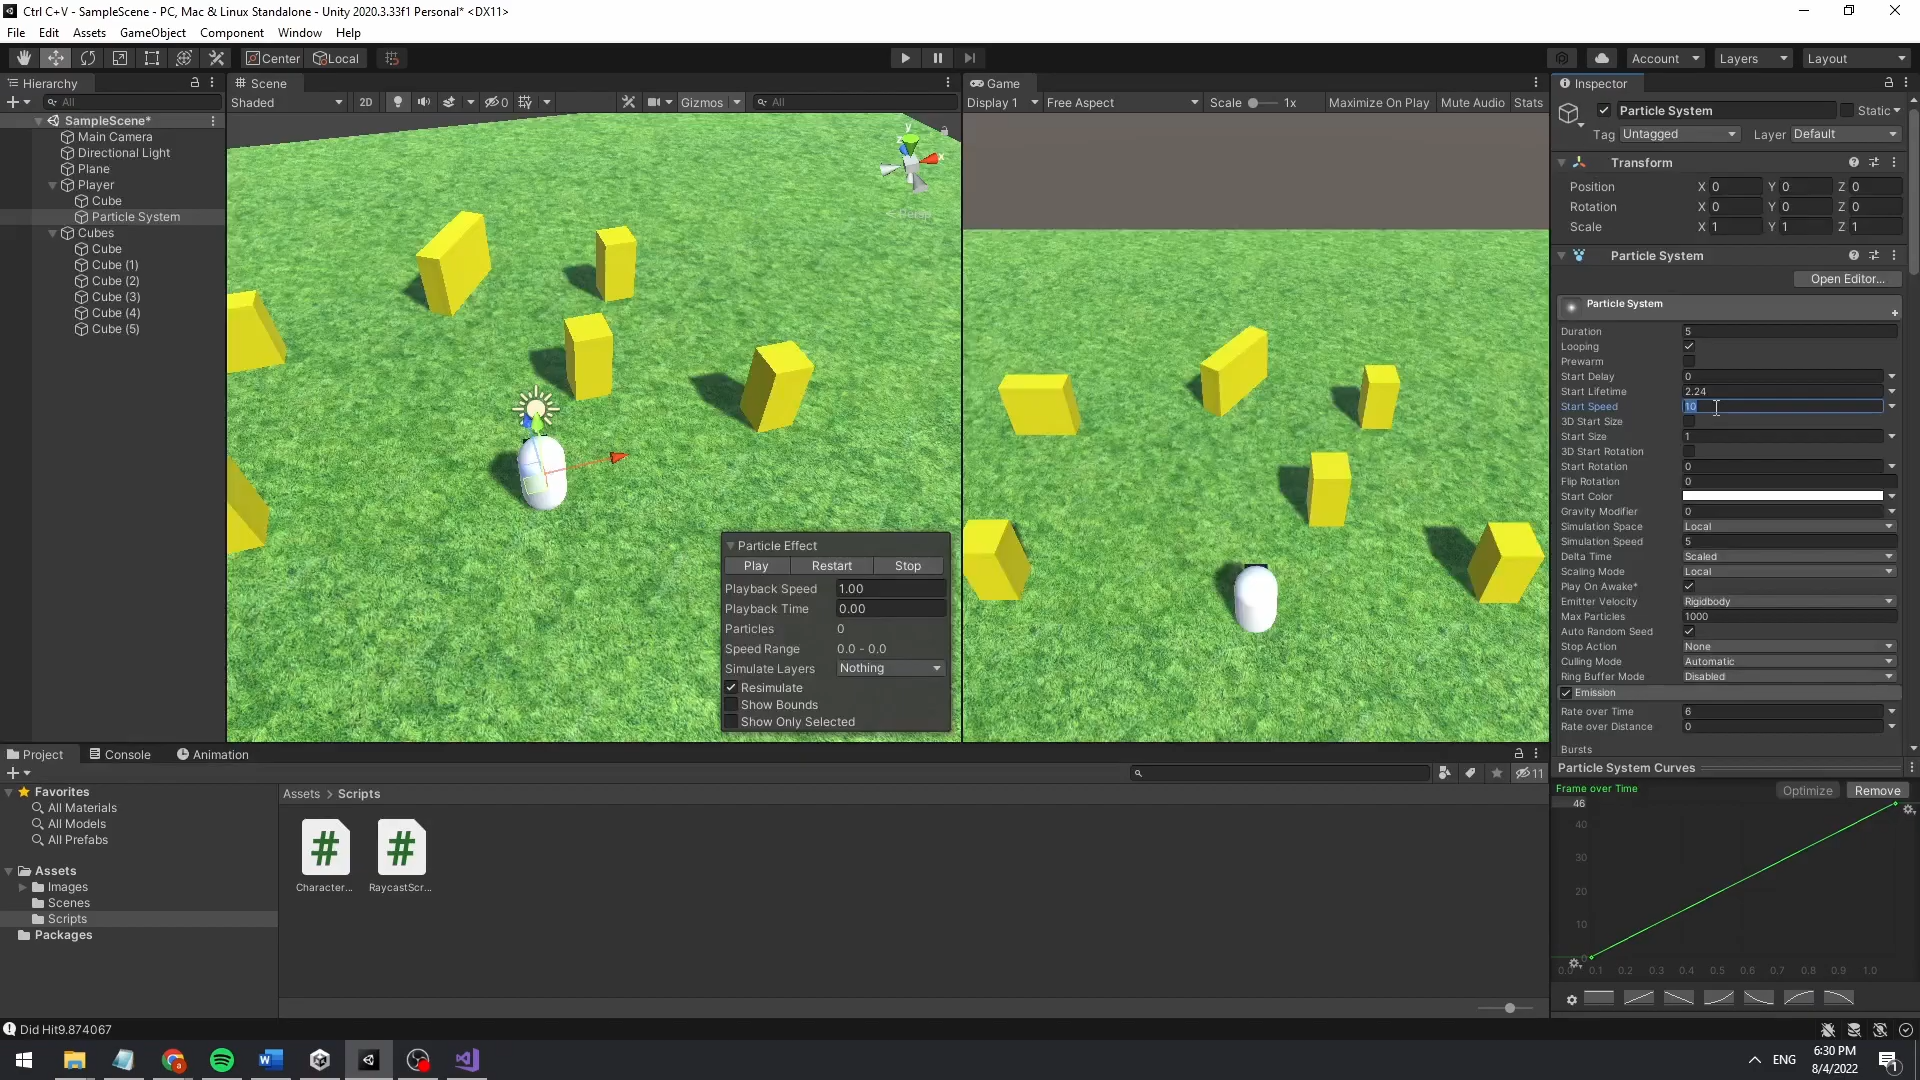 Ctrl C+V - SampleScene - PC, Mac & Linux Standalone - Unity 2020.3.33f1 Personal* <DX11>
File Edit Assets GameObject Component Window Help
Center Local Account Layers Layout
Hierarchy
All
SampleScene*
Main Camera
Directional Light
Plane
Player
Cube
Particle System
Cubes
Cube
Cube (1)
Cube (2)
Cube (3)
Cube (4)
Cube (5)
Scene
Shaded 2D 0 Gizmos All
y
x
Persp
Particle Effect
Play Restart Stop
Playback Speed 1.00
Playback Time 0.00
Particles 0
Speed Range 0.0 - 0.0
Simulate Layers Nothing
Resimulate
Show Bounds
Show Only Selected
Game
Display 1 Free Aspect Scale 1x Maximize On Play Mute Audio Stats
Inspector
Particle System Static
Tag Untagged Layer Default
Transform
Position X 0 Y 0 Z 0
Rotation X 0 Y 0 Z 0
Scale X 1 Y 1 Z 1
Particle System
Open Editor...
Particle System
Duration 5
Looping
Prewarm
Start Delay 0
Start Lifetime 2.24
Start Speed 10
3D Start Size
Start Size 1
3D Start Rotation
Start Rotation 0
Flip Rotation 0
Start Color
Gravity Modifier 0
Simulation Space Local
Simulation Speed 5
Delta Time Scaled
Scaling Mode Local
Play On Awake*
Emitter Velocity Rigidbody
Max Particles 1000
Auto Random Seed
Stop Action None
Culling Mode Automatic
Ring Buffer Mode Disabled
Emission
Rate over Time 6
Rate over Distance 0
Bursts
Particle System Curves
Frame over Time Optimize Remove
46
40
30
20
10
0
0.0 0.1 0.2 0.3 0.4 0.5 0.6 0.7 0.8 0.9 1.0
Project Console Animation
11
Favorites
All Materials
All Models
All Prefabs
Assets
Images
Scenes
Scripts
Packages
Assets > Scripts
Character... RaycastScr...
Did Hit9.874067
ENG
6:30 PM
8/4/2022
1